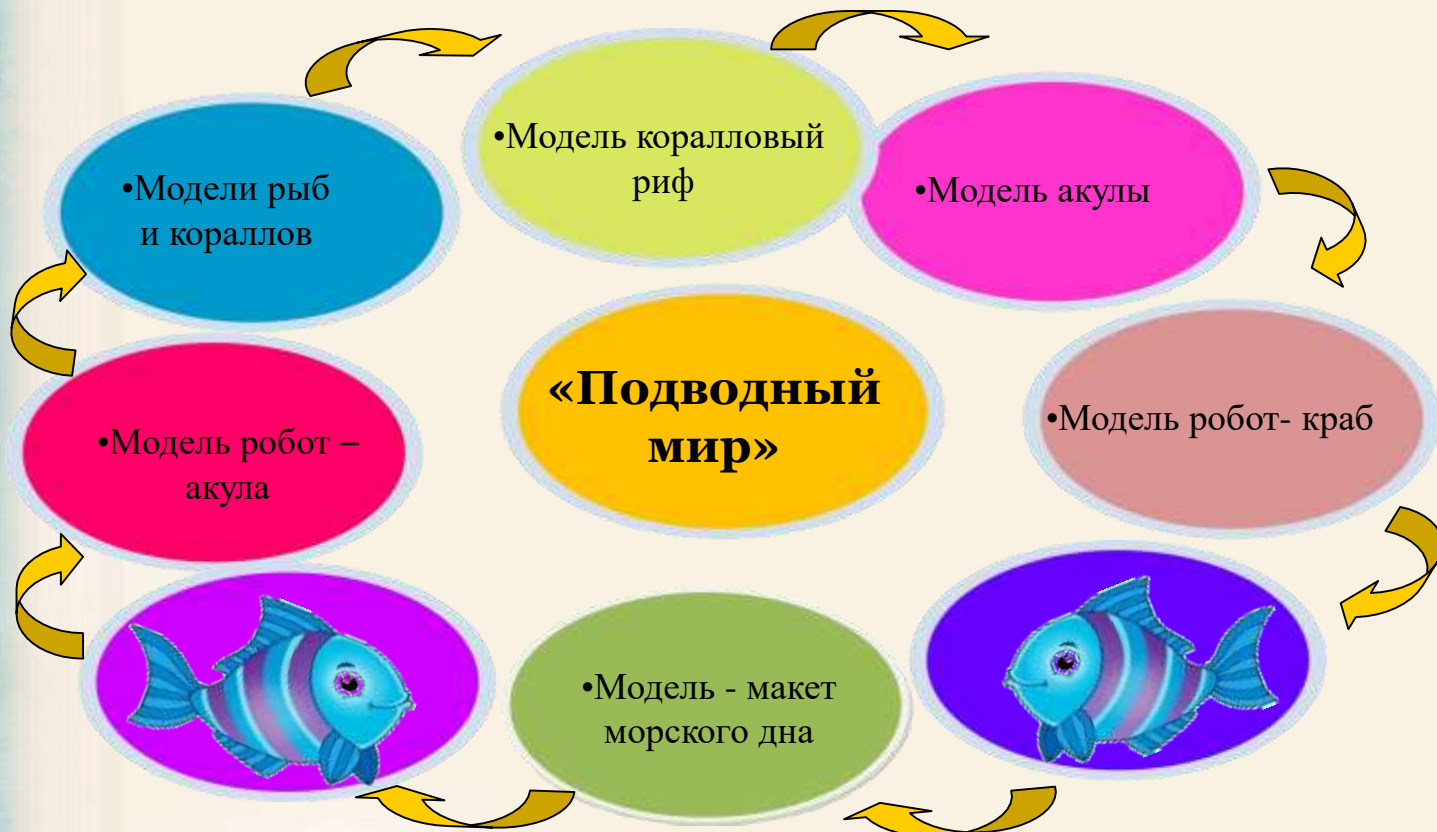 •Модель коралловый
риф
•Модели рыб
и кораллов
•Модель акулы
«Подводный
мир»
•Модель робот- краб
•Модель робот –
акула
•Модель - макет
морского дна